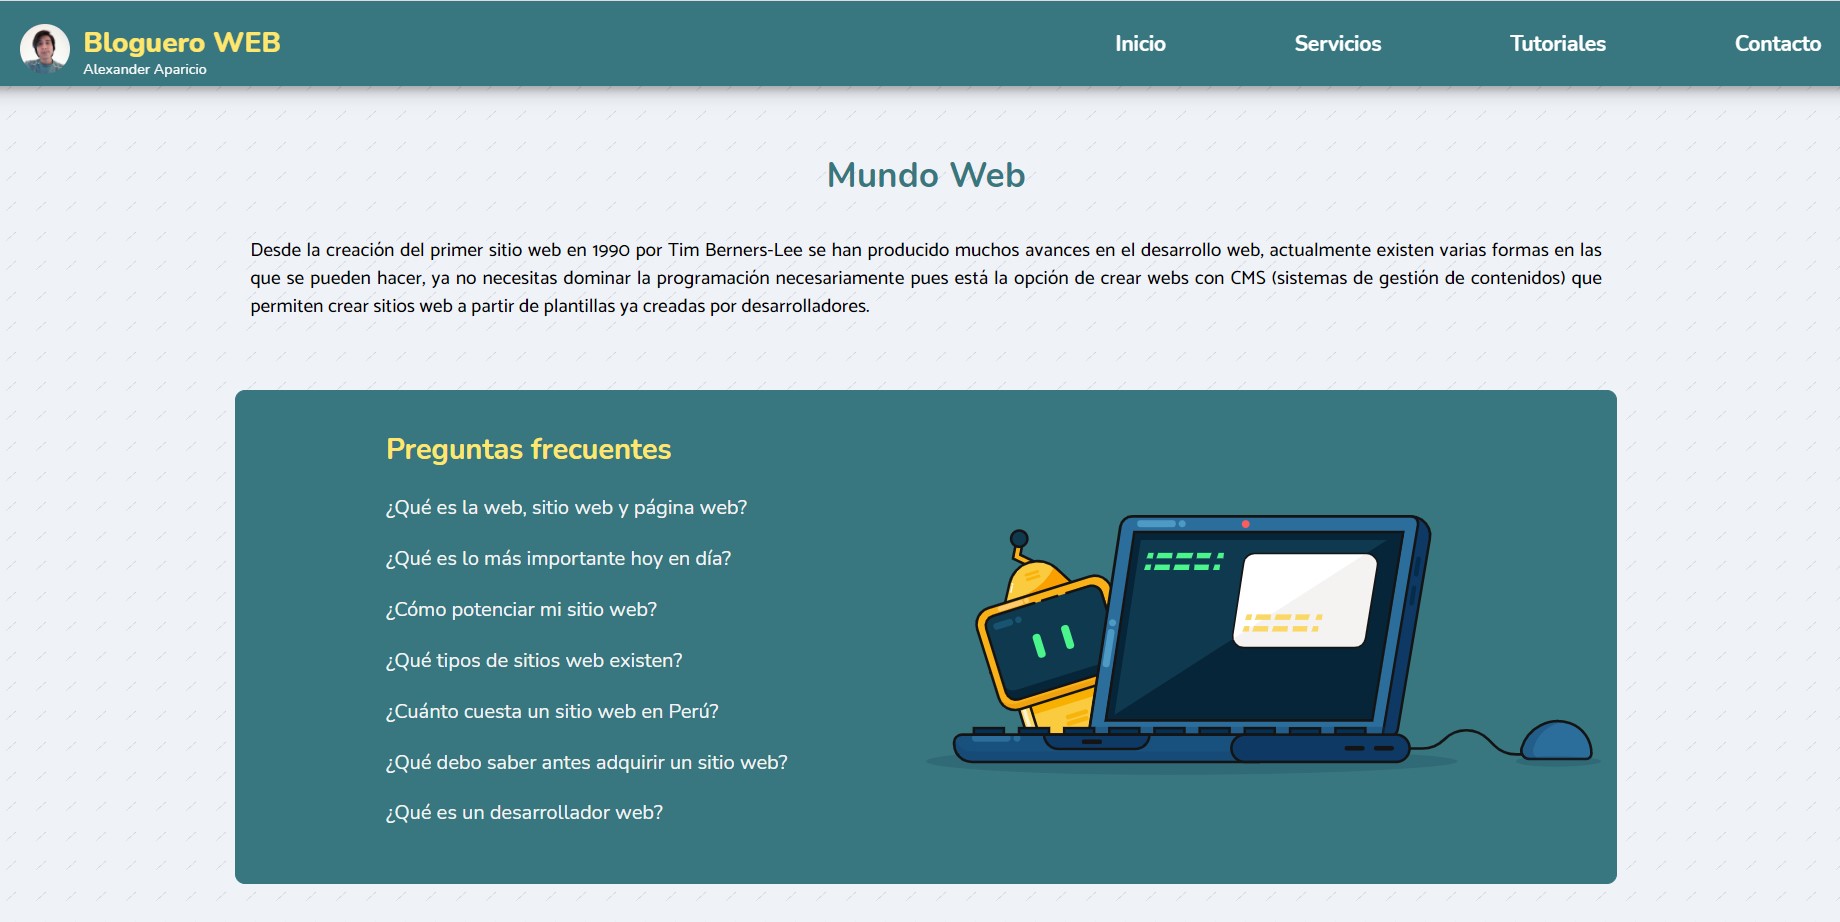 Bloguero WEB
Alexander Aparicio
Inicio
Servicios
Tutoriales
Contacto
Mundo Web
Desde la creación del primer sitio web en 1990 por Tim Berners-Lee se han producido muchos avances en el desarrollo web, actualmente existen varias formas en las
que se pueden hacer, ya no necesitas dominar la programación necesariamente pues está la opción de crear webs con CMS (sistemas de gestión de contenidos) que
permiten crear sitios web a partir de plantillas ya creadas por desarrolladores.
Preguntas frecuentes
¿Qué es la web, sitio web y página web?
¿Qué es lo más importante hoy en día?
¿Cómo potenciar mi sitio web?
¿Qué tipos de sitios web existen?
¿Cuánto cuesta un sitio web en Perú?
¿Qué debo saber antes adquirir un sitio web?
¿Qué es un desarrollador web?